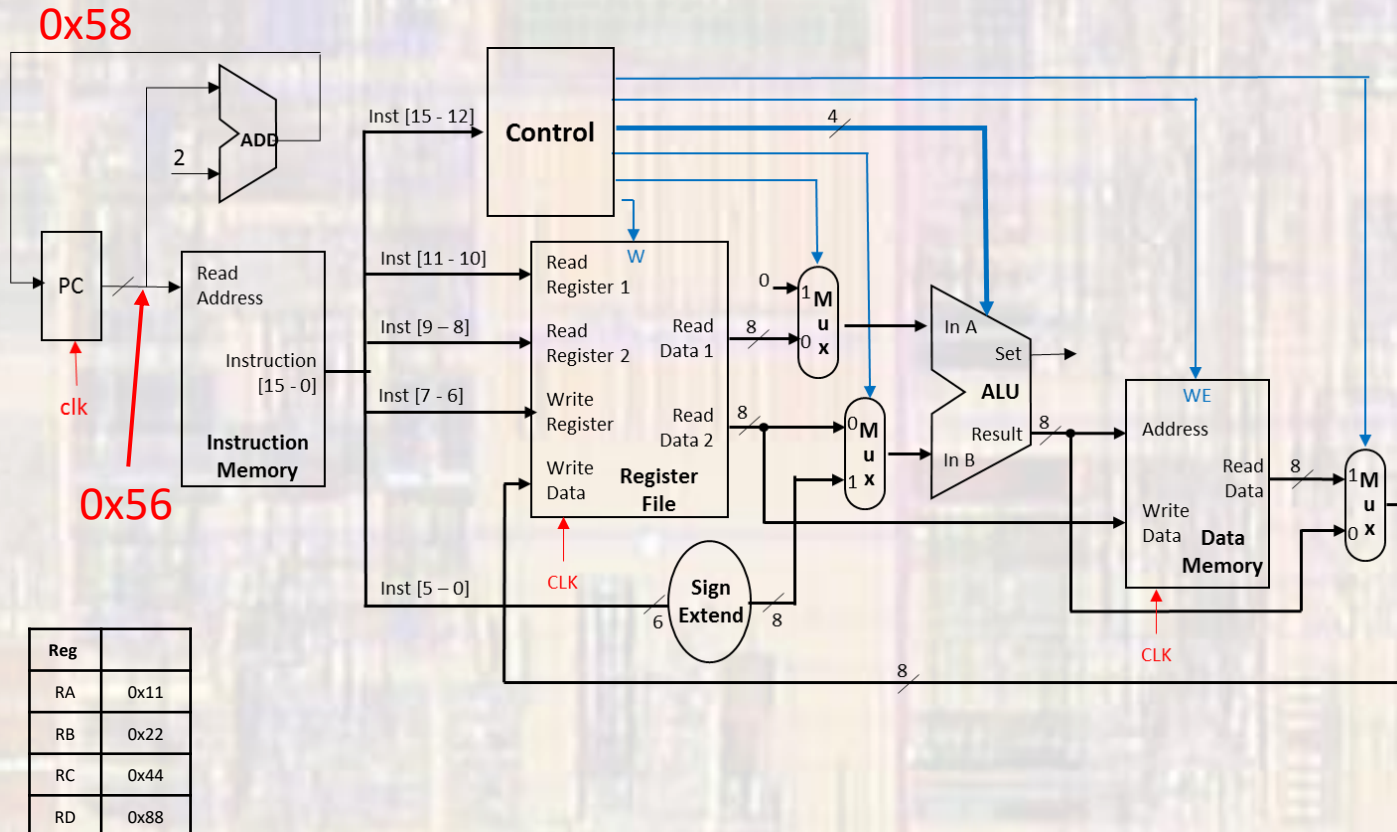 0x58
ADD
2
PC
clk
0x56
Read
Address
Instruction
[15 - 0]
Instruction
Memory
Inst [15 - 12]
Control
Inst [11 - 10]
Inst [9 – 8]
Inst [7 - 6]
Inst [5 – 0]
W
Read
Register 1
Read
Register 2
Write
Register
Write
Data
Read
Data 1
Read
Data 2
Register
File
CLK
8
8
0
1
0
M
u
x
0
1
M
u
x
4
In A
Set
ALU
Result
In B
8
6
Sign
Extend
8
WE
Address
Read
Data
Write
Data
Data
Memory
CLK
8
1
0
M
u
x
8
Reg
RA 0x11
RB 0x22
RC 0x44
RD 0x88